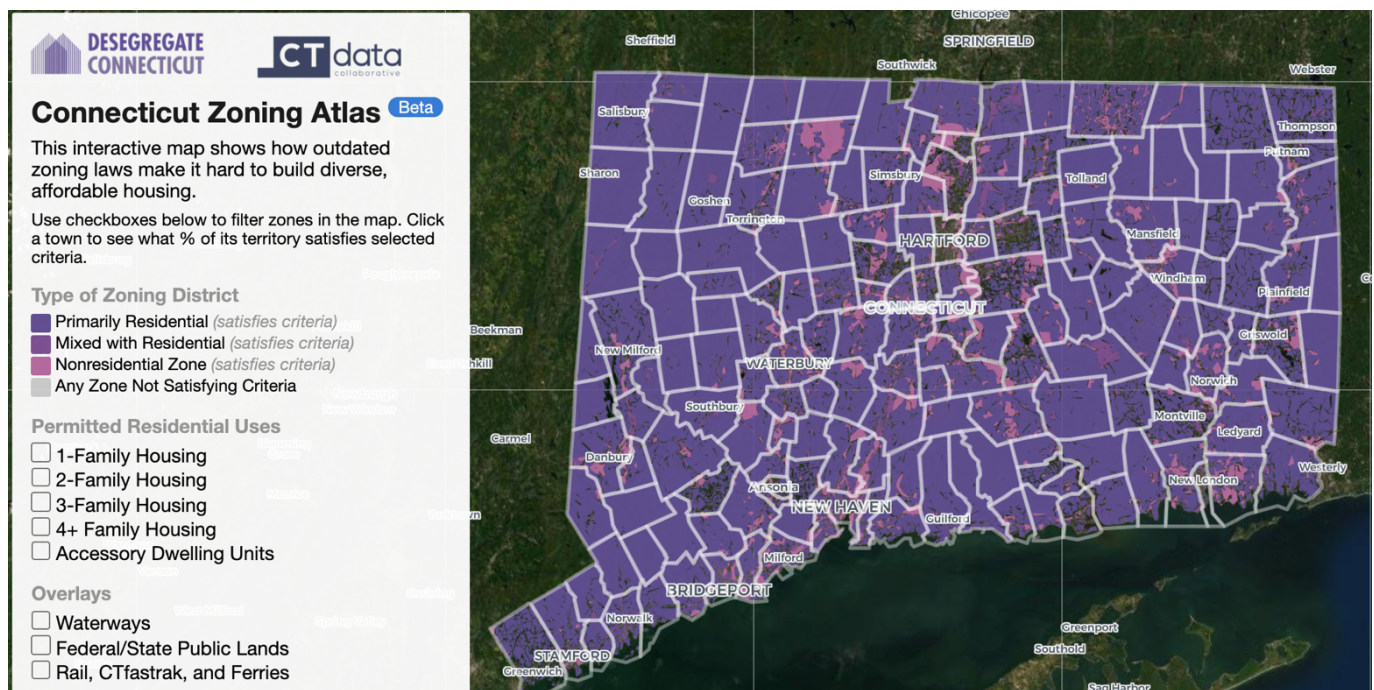 DESEGREGATE
CONNECTICUT
CTdata
collaborative
Connecticut Zoning Atlas Beta
This interactive map shows how outdated
zoning laws make it hard to build diverse,
affordable housing.
Use checkboxes below to filter zones in the map. Click
a town to see what % of its territory satisfies selected
criteria.
Type of Zoning District
Primarily Residential (satisfies criteria)
Mixed with Residential (satisfies criteria)
Nonresidential Zone (satisfies criteria)
Any Zone Not Satisfying Criteria
Permitted Residential Uses
1-Family Housing
2-Family Housing
3-Family Housing
4+ Family Housing
Accessory Dwelling Units
Overlays
Waterways
Federal/State Public Lands
Rail, CTfastrak, and Ferries
Chicopee
Sheffield
SPRINGFIELD
Southwick
Webster
Salisbury
Thompson
Putnam
Sharon
Simsbury
Tolland
Goshen
Torrington
Mansfield
HARTFORD
Windham
Plainfield
CONNECTICUT
Beekman
Griswold
New Milford
WATERBURY
Norwich
Southbury
Montville
Carmel
Ledyard
Danbury
Westerly
Ansonia
New London
NEW HAVEN
Guilford
Milford
BRIDGEPORT
Norwalk
Greenport
Southold
STAMFORD
Greenwich
Sag Harbor